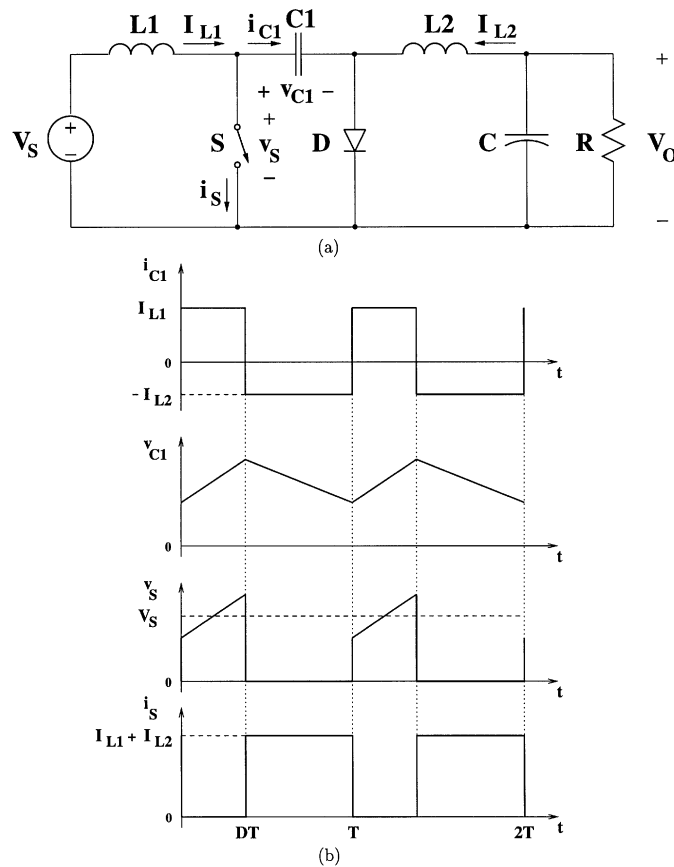 L1 I L1 i C1 C1 L2 I L2
+ v C1 −
+
V S
+
−
S
+
v S
−
D
C
R
V O
−
i S
(a)
i C1
I L1
0
t
− I L2
v C1
0
t
v S
V S
0
t
i S
I L1 + I L2
0
DT T 2T t
(b)